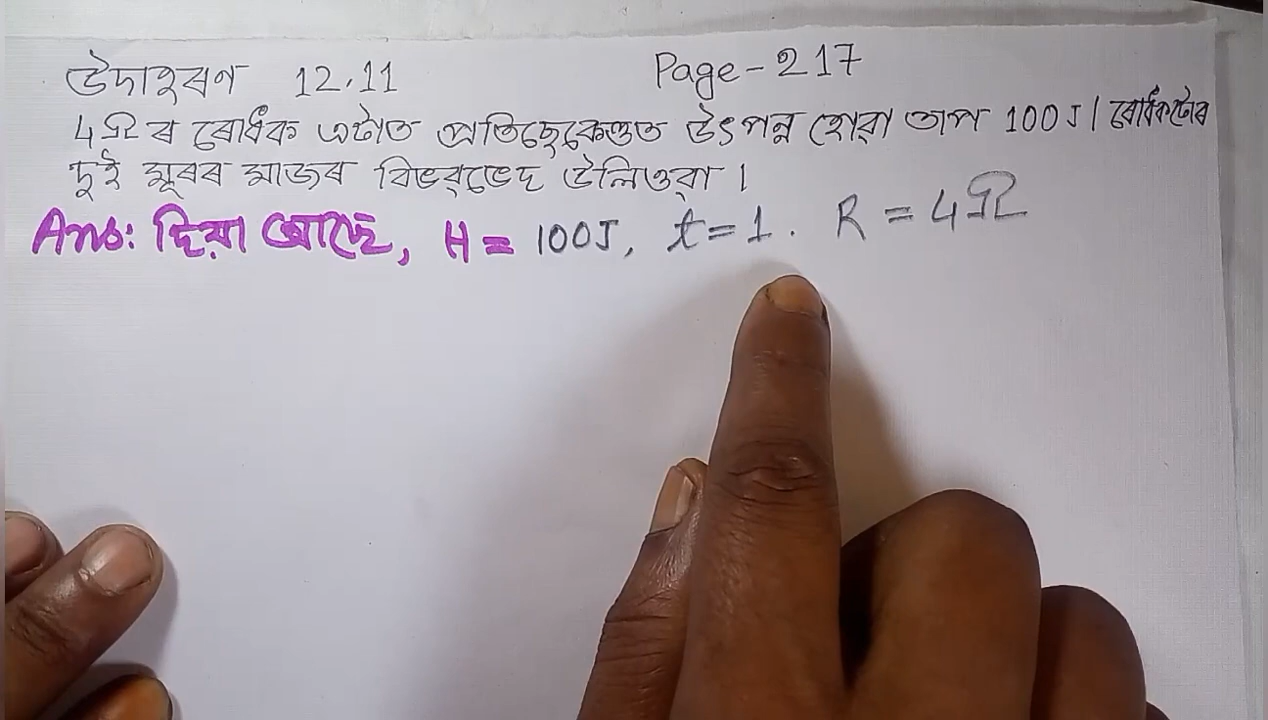 উদাহৰণ 12.11 Page-217
4Ωৰ ৰোধক এটাত প্ৰতিছেকেণ্ডত উৎপন্ন হোৱা তাপ 100J। ৰোধকটোৰ
দুই মূৰৰ মাজৰ বিভৱভেদ উলিওৱা।
Ans: দিয়া আছে, H = 100J, t=1. R = 4Ω